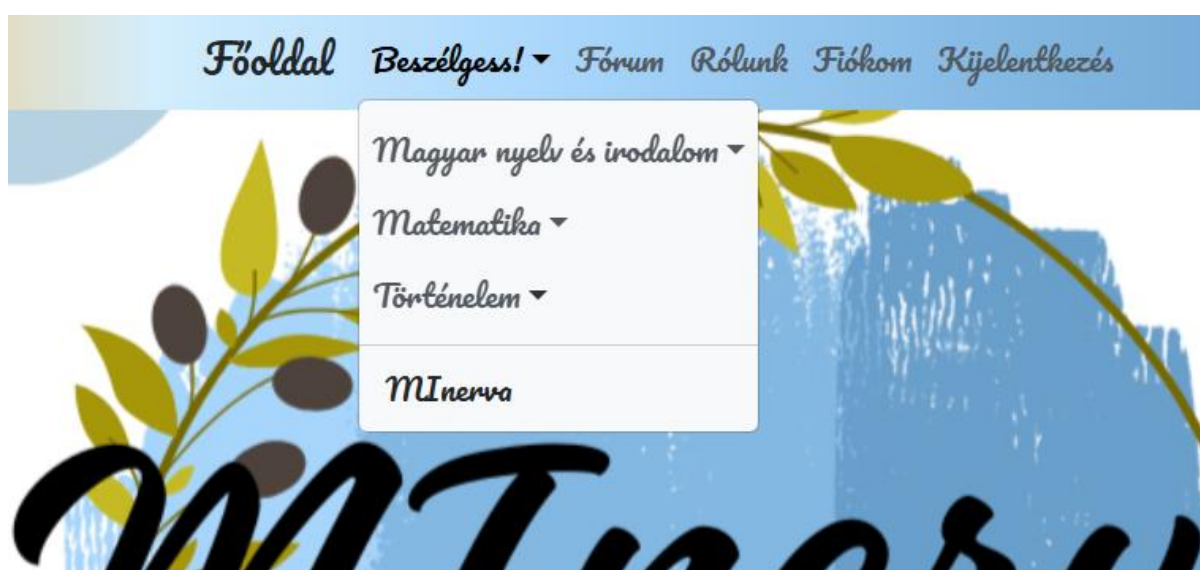 Főoldal Beszélgess! Fórum Rólunk Fiókom Kijelentkezés
Magyar nyelv és irodalom
Matematika
Történelem
MInerva